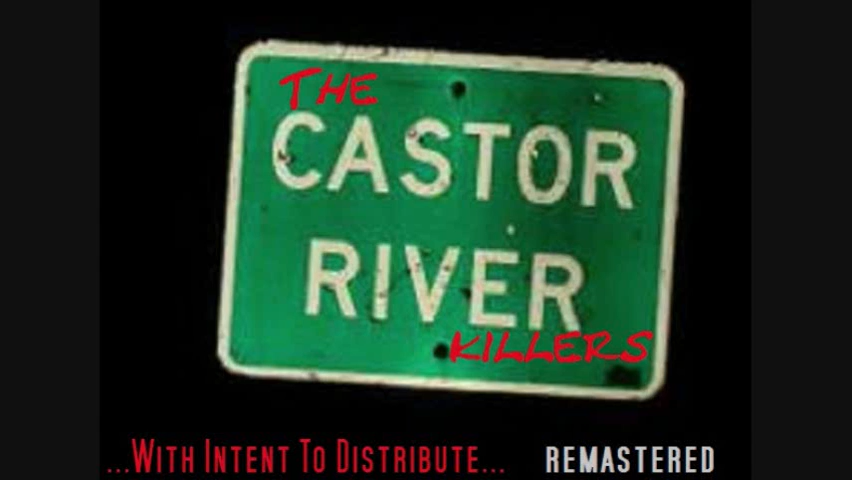 THE
CASTOR
RIVER
KILLERS
...WITH INTENT TO DISTRIBUTE... REMASTERED